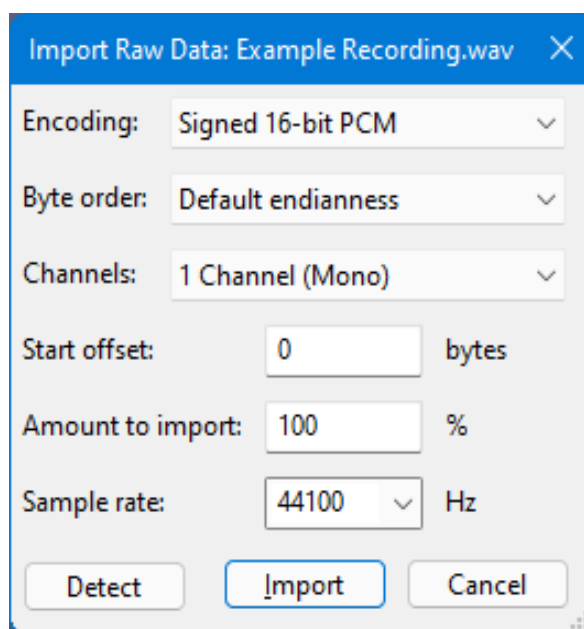 Import Raw Data: Example Recording.wav
Encoding: Signed 16-bit PCM
Byte order: Default endianness
Channels: 1 Channel (Mono)
Start offset: 0 bytes
Amount to import: 100 %
Sample rate: 44100 Hz
Detect Import Cancel